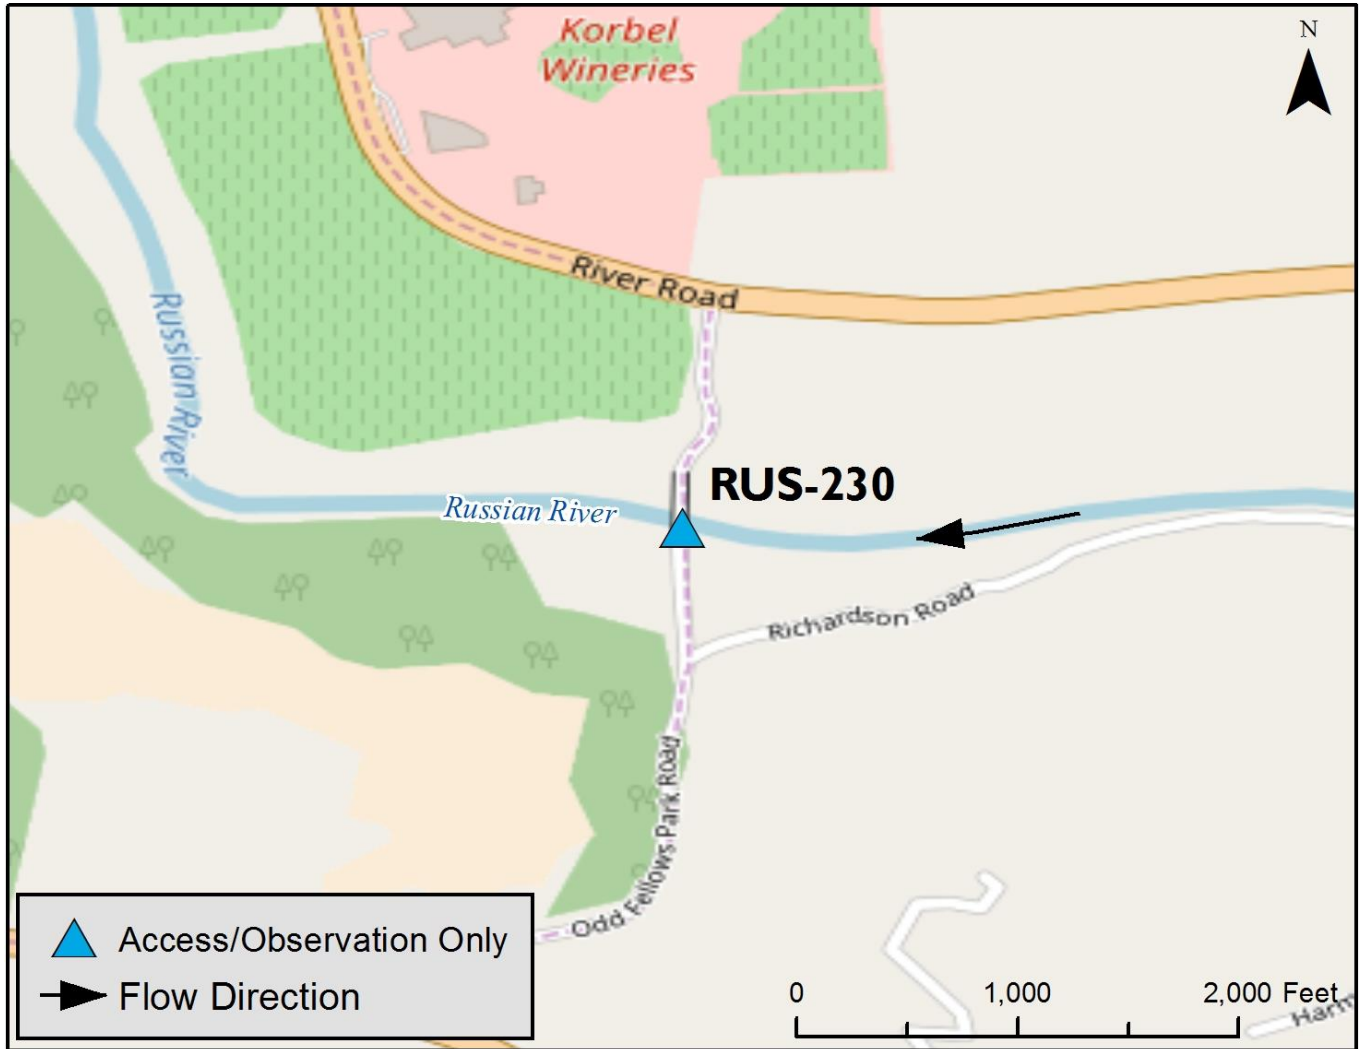 Korbel
Wineries
N
River Road
Russian River
RUS-230
Russian River
Richardson Road
Odd Fellows Park Road
Access/Observation Only
Flow Direction
0 1,000 2,000 Feet